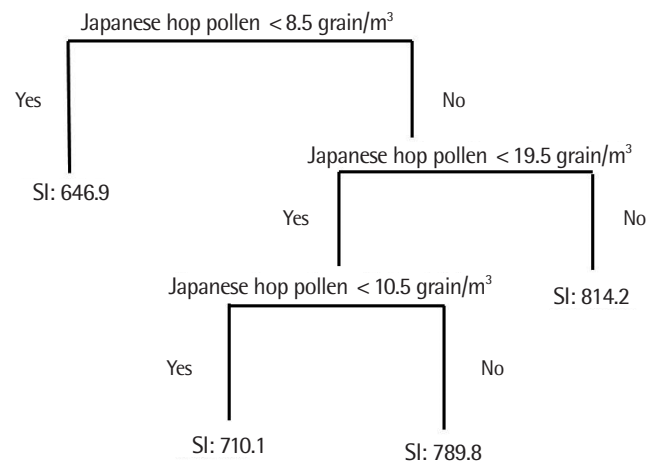 Japanese hop pollen < 8.5 grain/m³
Yes
No
Japanese hop pollen < 19.5 grain/m³
SI: 646.9
Yes
No
Japanese hop pollen < 10.5 grain/m³
SI: 814.2
Yes
No
SI: 710.1
SI: 789.8